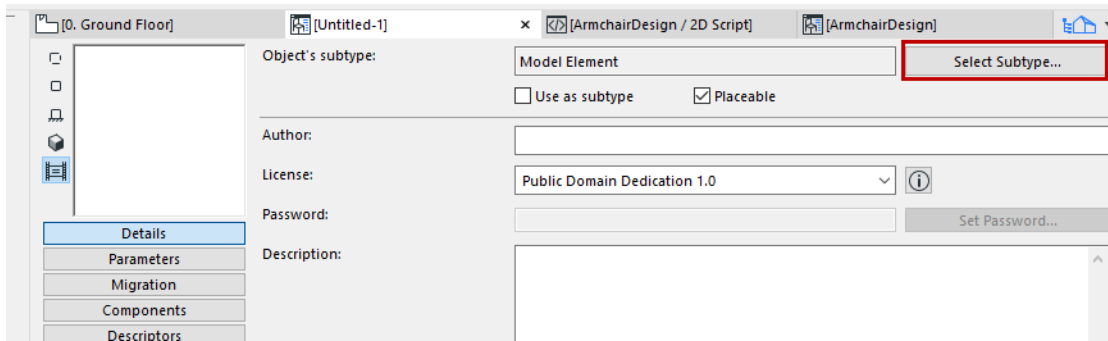 [0. Ground Floor]
[Untitled-1]
[ArmchairDesign / 2D Script]
[ArmchairDesign]
Object's subtype:
Model Element
Select Subtype...
Use as subtype
Placeable
Author:
License:
Public Domain Dedication 1.0
Password:
Set Password...
Description:
Details
Parameters
Migration
Components
Descriptors